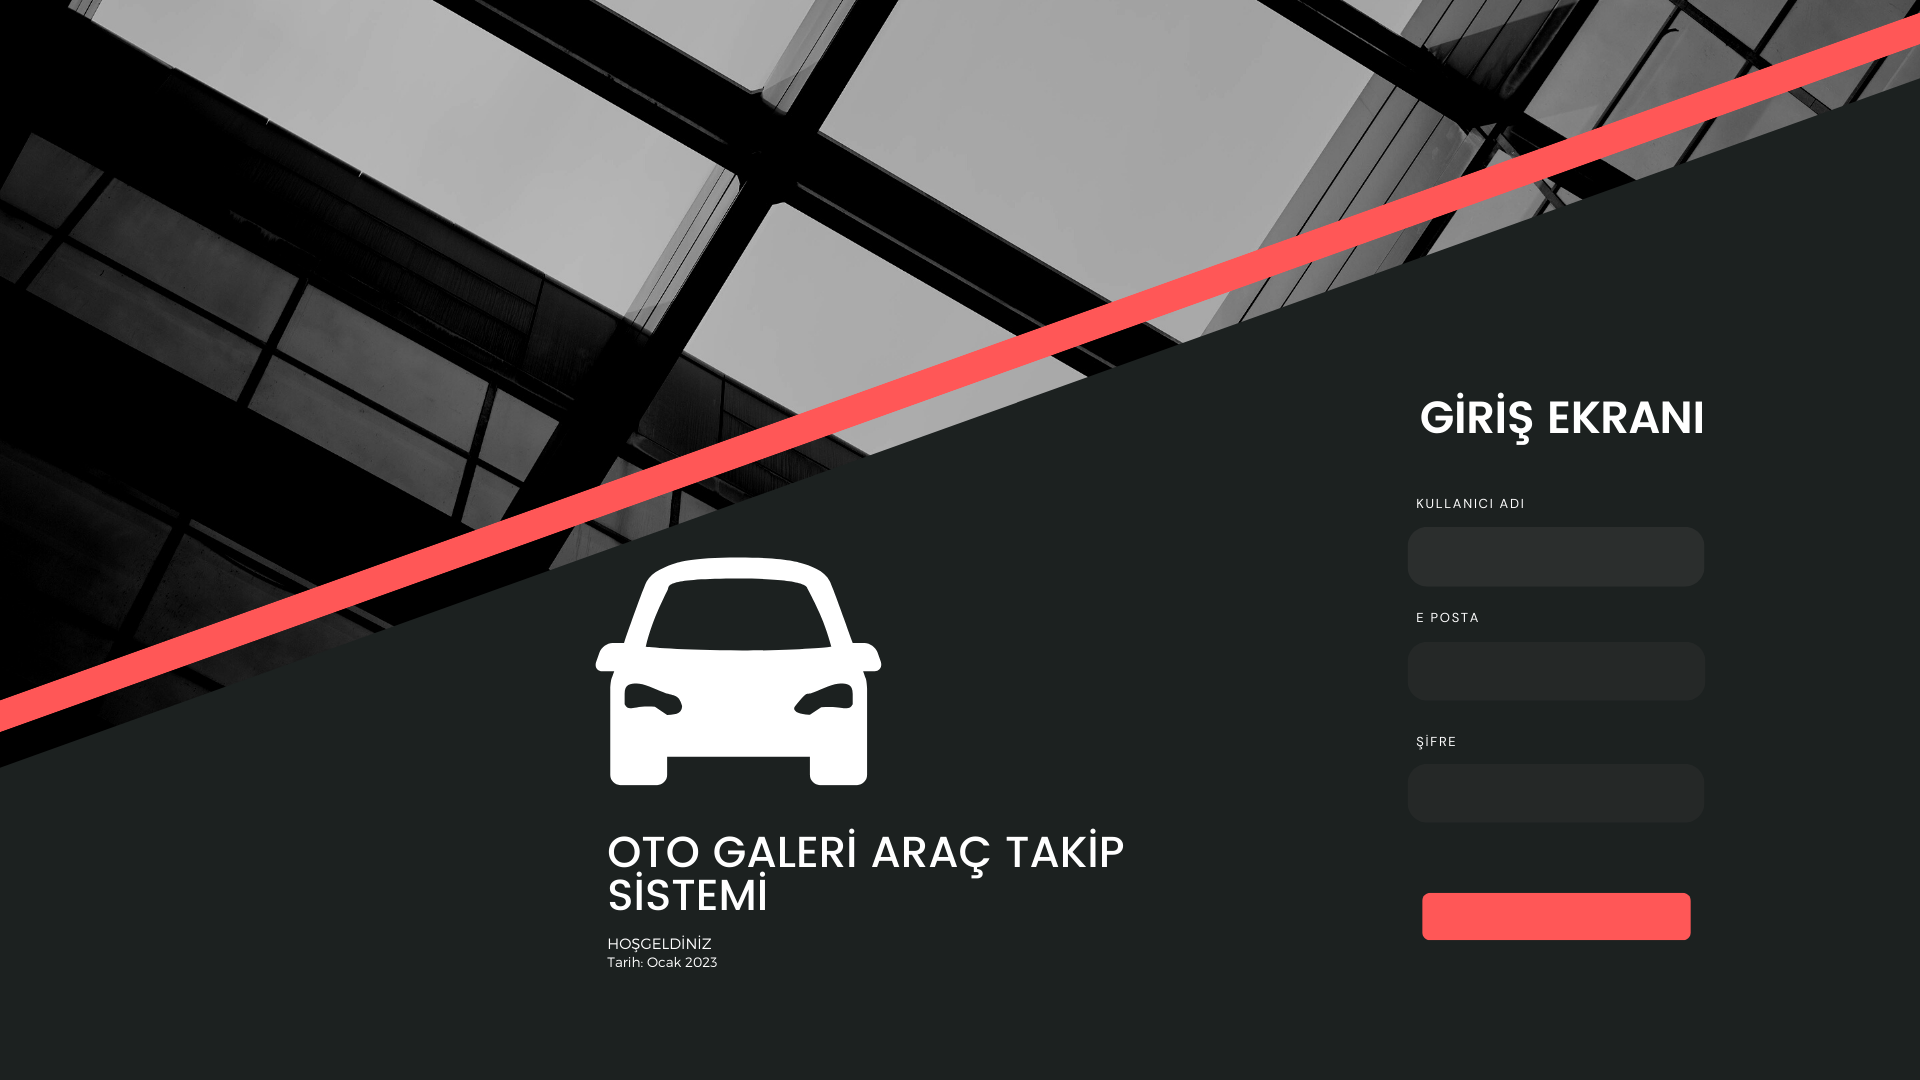 GİRİŞ EKRANI
KULLANICI ADI
E POSTA
ŞİFRE
OTO GALERİ ARAÇ TAKİP
SİSTEMİ
HOŞGELDİNİZ
Tarih: Ocak 2023